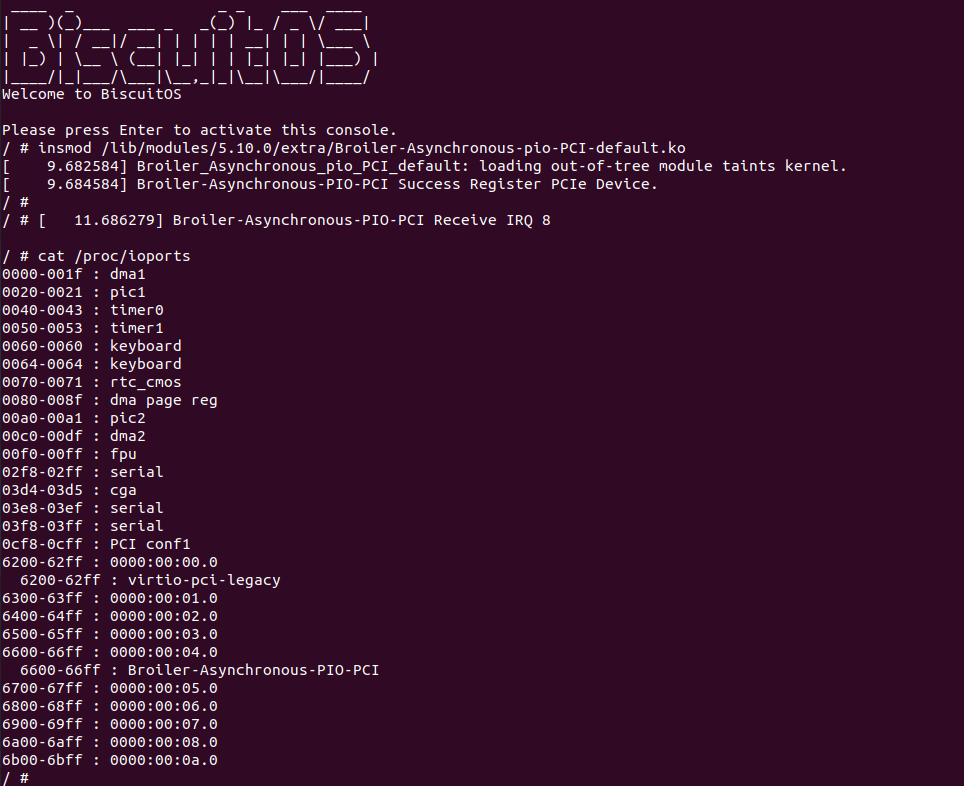 ____  _                _ _    ___  ____
| __ )(_)___  ___ _   _(_) |_ / _ \/ ___|
|  _ \| / __|/ __| | | | | __| | | \___ \
| |_) | \__ \ (__| |_| | | |_| |_| |___) |
|____/|_|___/\___|\__,_|_|\__|\___/|____/
Welcome to BiscuitOS

Please press Enter to activate this console.
/ # insmod /lib/modules/5.10.0/extra/Broiler-Asynchronous-pio-PCI-default.ko
[    9.682584] Broiler_Asynchronous_pio_PCI_default: loading out-of-tree module taints kernel.
[    9.684584] Broiler-Asynchronous-PIO-PCI Success Register PCIe Device.
/ #
/ # [   11.686279] Broiler-Asynchronous-PIO-PCI Receive IRQ 8

/ # cat /proc/ioports
0000-001f : dma1
0020-0021 : pic1
0040-0043 : timer0
0050-0053 : timer1
0060-0060 : keyboard
0064-0064 : keyboard
0070-0071 : rtc_cmos
0080-008f : dma page reg
00a0-00a1 : pic2
00c0-00df : dma2
00f0-00ff : fpu
02f8-02ff : serial
03d4-03d5 : cga
03e8-03ef : serial
03f8-03ff : serial
0cf8-0cff : PCI conf1
6200-62ff : 0000:00:00.0
  6200-62ff : virtio-pci-legacy
6300-63ff : 0000:00:01.0
6400-64ff : 0000:00:02.0
6500-65ff : 0000:00:03.0
6600-66ff : 0000:00:04.0
  6600-66ff : Broiler-Asynchronous-PIO-PCI
6700-67ff : 0000:00:05.0
6800-68ff : 0000:00:06.0
6900-69ff : 0000:00:07.0
6a00-6aff : 0000:00:08.0
6b00-6bff : 0000:00:0a.0
/ #